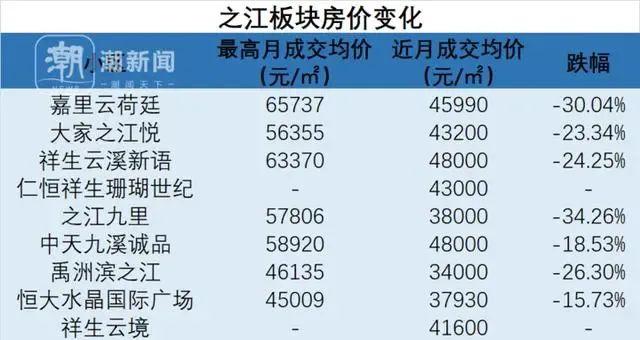 之江板块房价变化
潮 潮新闻
NEWS 潮闻天下
小区 最高月成交均价（元/㎡） 近月成交均价（元/㎡） 跌幅
嘉里云荷廷 65737 45990 -30.04%
大家之江悦 56355 43200 -23.34%
祥生云溪新语 63370 48000 -24.25%
仁恒祥生珊瑚世纪 - 43000 -
之江九里 57806 38000 -34.26%
中天九溪诚品 58920 48000 -18.53%
禹洲滨之江 46135 34000 -26.30%
恒大水晶国际广场 45009 37930 -15.73%
祥生云境 - 41600 -